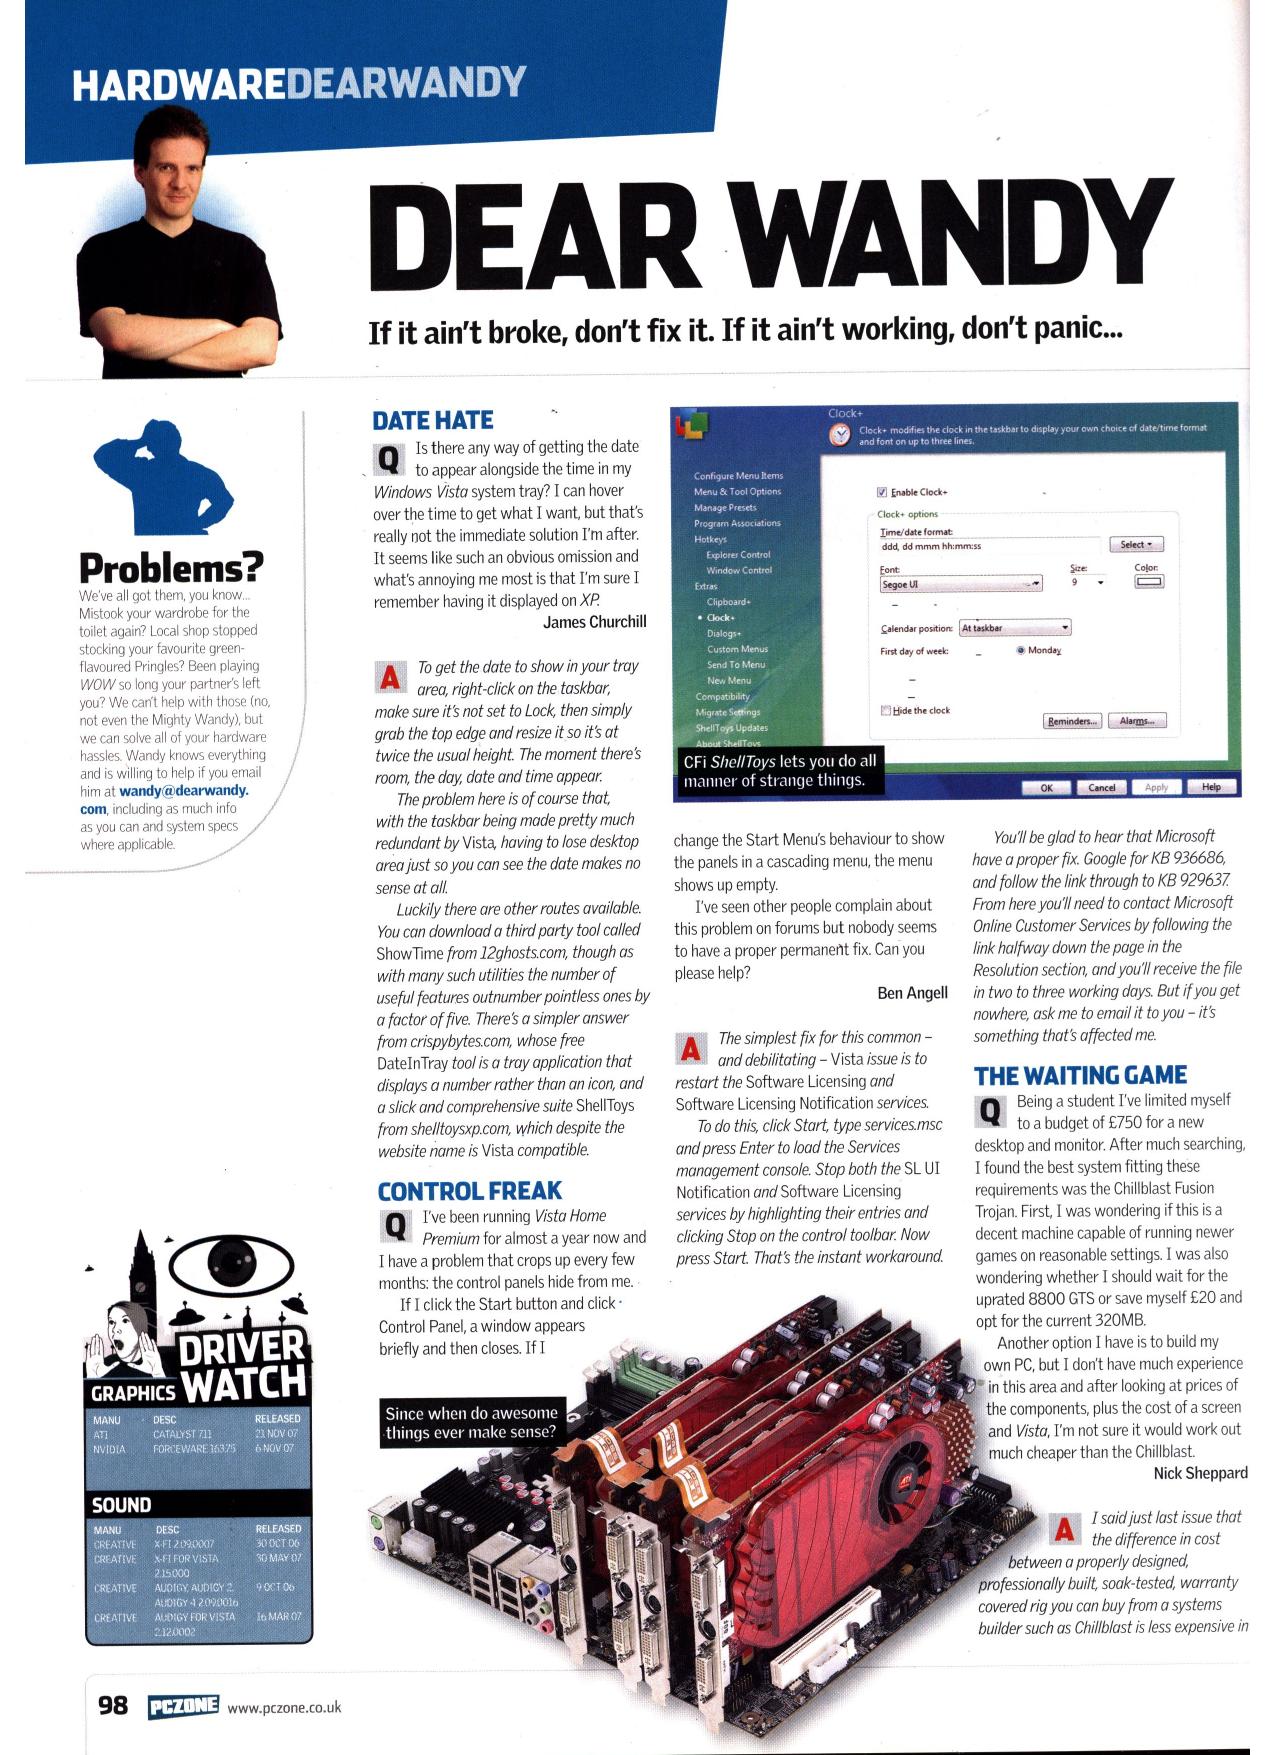 HARDWAREDEARWANDY
DEAR WANDY
If it ain't broke, don't fix it. If it ain't working, don't panic...
Problems?
We've all got them, you know...
Mistook your wardrobe for the
toilet again? Local shop stopped
stocking your favourite green-
flavoured Pringles? Been playing
WOW so long your partner's left
you? We can't help with those (no,
not even the Mighty Wandy), but
we can solve all of your hardware
hassles. Wandy knows everything
and is willing to help if you email
him at wandy@dearwandy.
com, including as much info
as you can and system specs
where applicable.
DRIVER
GRAPHICS WATCH
MANU DESC RELEASED
ATI CATALYST 7.11 21 NOV 07
NVIDIA FORCEWARE 163.75 6 NOV 07
SOUND
MANU DESC RELEASED
CREATIVE X-FI 2.09.0007 30 OCT 06
CREATIVE X-FI FOR VISTA 30 MAY 07
2.15.000
CREATIVE AUDIGY, AUDIGY 2, 9 OCT 06
AUDIGY 4 2.09.0016
CREATIVE AUDIGY FOR VISTA 16 MAR 07
2.12.0002
DATE HATE
Q Is there any way of getting the date
to appear alongside the time in my
Windows Vista system tray? I can hover
over the time to get what I want, but that's
really not the immediate solution I'm after.
It seems like such an obvious omission and
what's annoying me most is that I'm sure I
remember having it displayed on XP.
James Churchill
A To get the date to show in your tray
area, right-click on the taskbar,
make sure it's not set to Lock, then simply
grab the top edge and resize it so it's at
twice the usual height. The moment there's
room, the day, date and time appear.
The problem here is of course that,
with the taskbar being made pretty much
redundant by Vista, having to lose desktop
area just so you can see the date makes no
sense at all.
Luckily there are other routes available.
You can download a third party tool called
ShowTime from 12ghosts.com, though as
with many such utilities the number of
useful features outnumber pointless ones by
a factor of five. There's a simpler answer
from crispybytes.com, whose free
DateInTray tool is a tray application that
displays a number rather than an icon, and
a slick and comprehensive suite ShellToys
from shelltoysxp.com, which despite the
website name is Vista compatible.
CONTROL FREAK
Q I've been running Vista Home
Premium for almost a year now and
I have a problem that crops up every few
months: the control panels hide from me.
If I click the Start button and click
Control Panel, a window appears
briefly and then closes. If I
Since when do awesome
things ever make sense?
Clock+
Clock+ modifies the clock in the taskbar to display your own choice of date/time format
and font on up to three lines.
Configure Menu Items
Menu & Tool Options
Manage Presets
Program Associations
Hotkeys
Explorer Control
Window Control
Extras
Clipboard+
Clock+
Dialogs+
Custom Menus
Send To Menu
New Menu
Compatibility
Migrate Settings
ShellToys Updates
About ShellToys
Enable Clock+
Clock+ options
Time/date format:
ddd, dd mmm hh:mm:ss
Select
Font: Size: Color:
Segoe UI 9
Calendar position: At taskbar
First day of week: Monday
Hide the clock
Reminders... Alarms...
OK Cancel Apply Help
CFi ShellToys lets you do all
manner of strange things.
change the Start Menu's behaviour to show
the panels in a cascading menu, the menu
shows up empty.
I've seen other people complain about
this problem on forums but nobody seems
to have a proper permanent fix. Can you
please help?
Ben Angell
A The simplest fix for this common –
and debilitating – Vista issue is to
restart the Software Licensing and
Software Licensing Notification services.
To do this, click Start, type services.msc
and press Enter to load the Services
management console. Stop both the SL UI
Notification and Software Licensing
services by highlighting their entries and
clicking Stop on the control toolbar. Now
press Start. That's the instant workaround.
You'll be glad to hear that Microsoft
have a proper fix. Google for KB 936686,
and follow the link through to KB 929637.
From here you'll need to contact Microsoft
Online Customer Services by following the
link halfway down the page in the
Resolution section, and you'll receive the file
in two to three working days. But if you get
nowhere, ask me to email it to you – it's
something that's affected me.
THE WAITING GAME
Q Being a student I've limited myself
to a budget of £750 for a new
desktop and monitor. After much searching,
I found the best system fitting these
requirements was the Chillblast Fusion
Trojan. First, I was wondering if this is a
decent machine capable of running newer
games on reasonable settings. I was also
wondering whether I should wait for the
uprated 8800 GTS or save myself £20 and
opt for the current 320MB.
Another option I have is to build my
own PC, but I don't have much experience
in this area and after looking at prices of
the components, plus the cost of a screen
and Vista, I'm not sure it would work out
much cheaper than the Chillblast.
Nick Sheppard
A I said just last issue that
the difference in cost
between a properly designed,
professionally built, soak-tested, warranty
covered rig you can buy from a systems
builder such as Chillblast is less expensive in
ATI
98 PCZONE www.pczone.co.uk